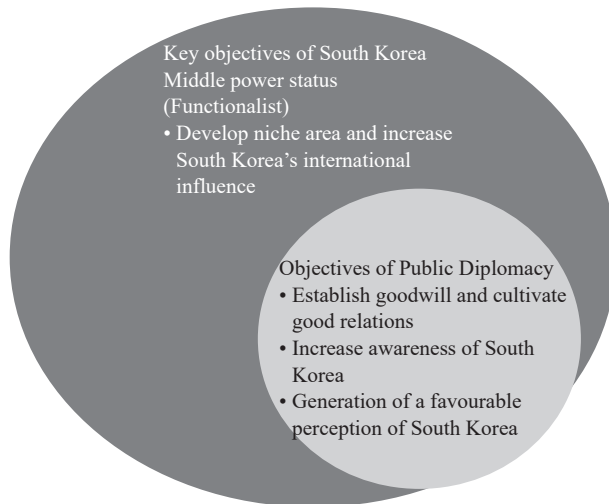 Key objectives of South Korea
Middle power status
(Functionalist)
• Develop niche area and increase
South Korea’s international
influence
Objectives of Public Diplomacy
• Establish goodwill and cultivate
good relations
• Increase awareness of South
Korea
• Generation of a favourable
perception of South Korea